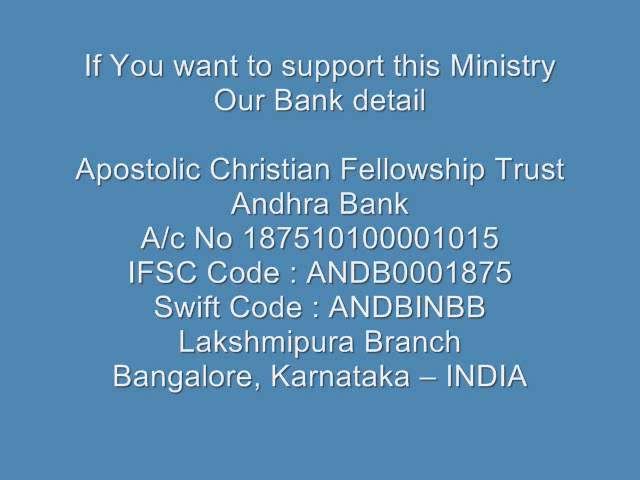 If You want to support this Ministry
Our Bank detail
Apostolic Christian Fellowship Trust
Andhra Bank
A/c No 187510100001015
IFSC Code : ANDB0001875
Swift Code : ANDBINBB
Lakshmipura Branch
Bangalore, Karnataka – INDIA